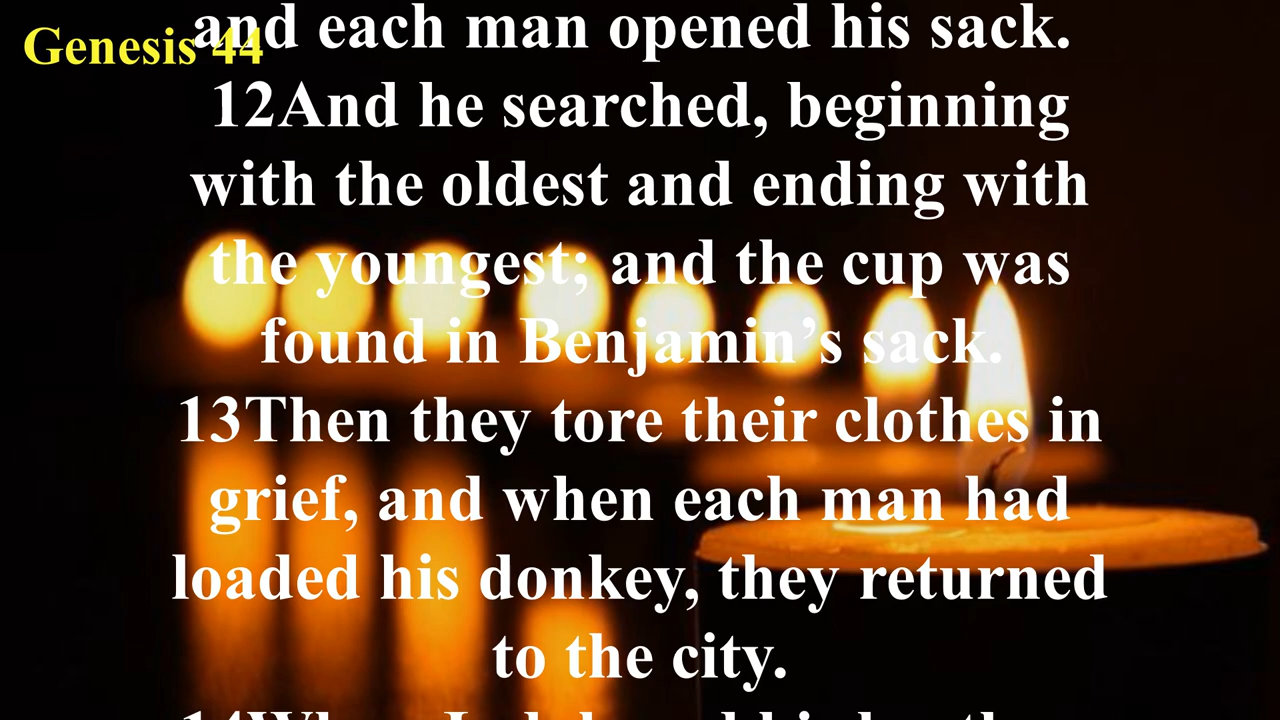 Genesis 44
and each man opened his sack.
12And he searched, beginning
with the oldest and ending with
the youngest; and the cup was
found in Benjamin’s sack.
13Then they tore their clothes in
grief, and when each man had
loaded his donkey, they returned
to the city.